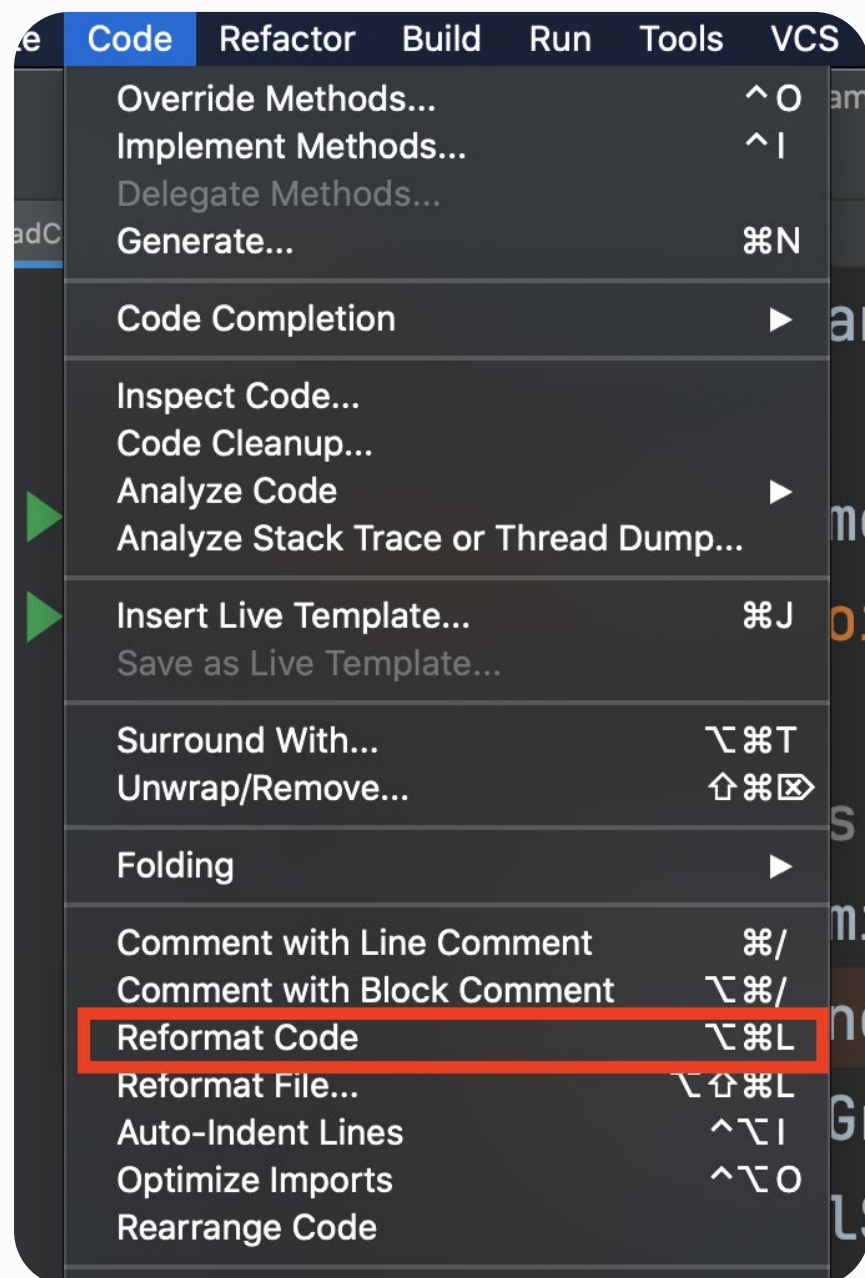 Code Refactor Build Run Tools VCS
Override Methods... ⌃O
Implement Methods... ⌃I
Delegate Methods...
Generate... ⌘N
Code Completion ▶
Inspect Code...
Code Cleanup...
Analyze Code ▶
Analyze Stack Trace or Thread Dump...
Insert Live Template... ⌘J
Save as Live Template...
Surround With... ⌥⌘T
Unwrap/Remove... ⇧⌘⌦
Folding ▶
Comment with Line Comment ⌘/
Comment with Block Comment ⌥⌘/
Reformat Code ⌥⌘L
Reformat File... ⌥⇧⌘L
Auto-Indent Lines ⌃⌥I
Optimize Imports ⌃⌥O
Rearrange Code